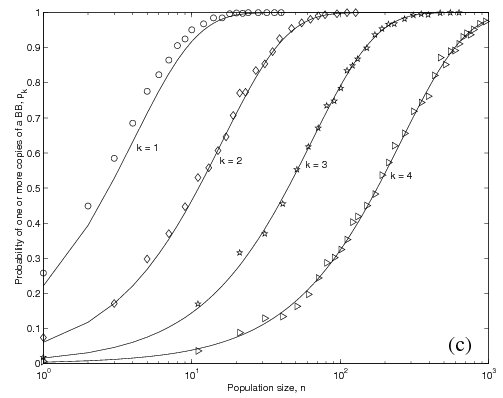 1
0.9
0.8
0.7
0.6
0.5
0.4
0.3
0.2
0.1
0
Probability of one or more copies of a BB, p_k
k = 1
k = 2
k = 3
k = 4
(c)
10^0
10^1
10^2
10^3
Population size, n